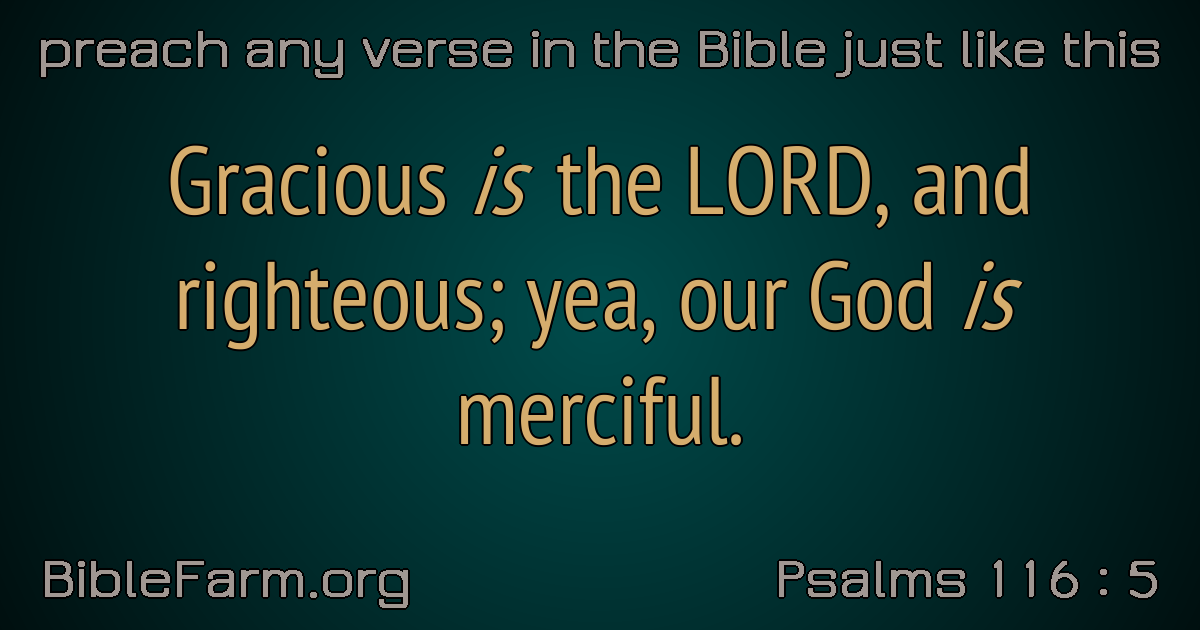 preach any verse in the Bible just like this
Gracious is the LORD, and
righteous; yea, our God is
merciful.
BibleFarm.org
Psalms 116 : 5